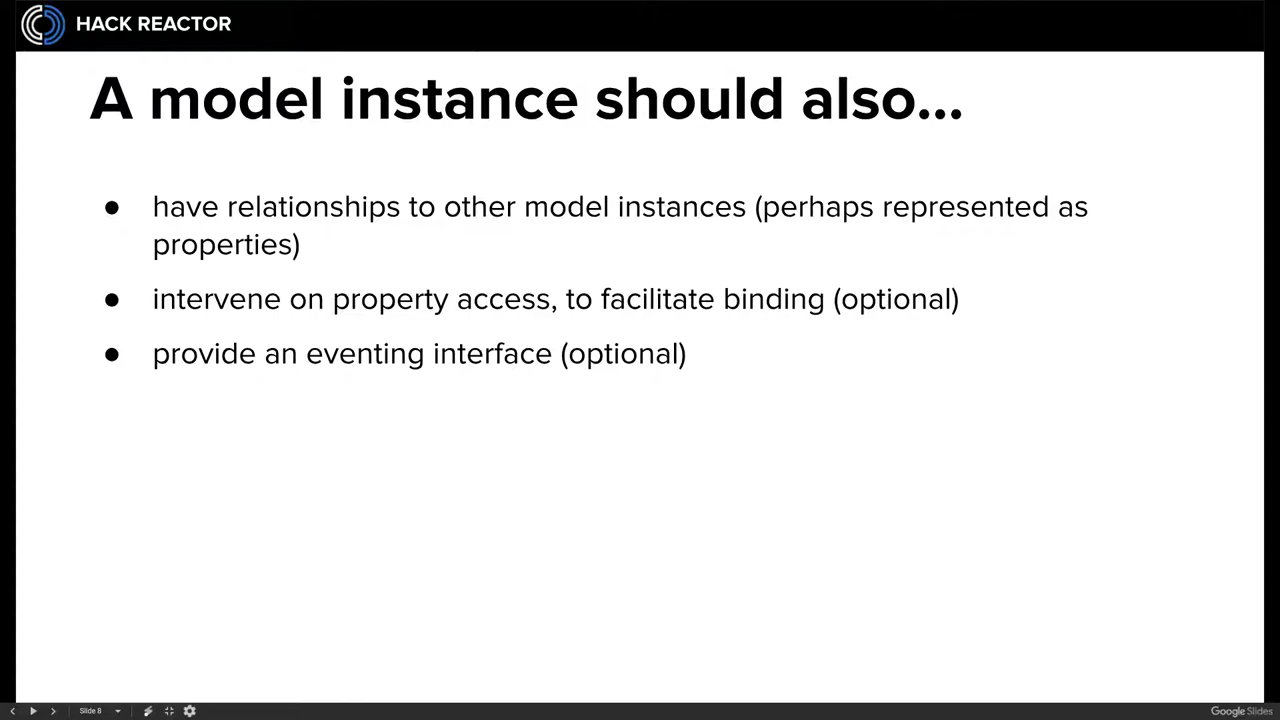 HACK REACTOR
A model instance should also...
● have relationships to other model instances (perhaps represented as
properties)
● intervene on property access, to facilitate binding (optional)
● provide an eventing interface (optional)
Slide 8
Google Slides